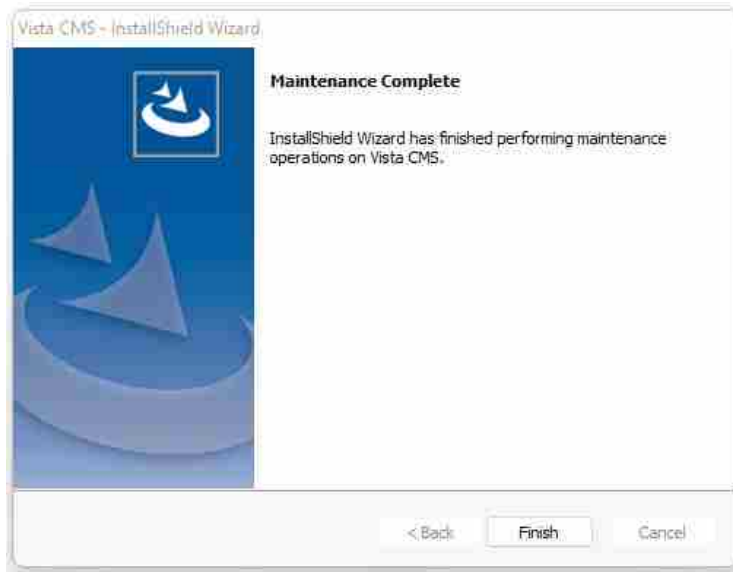 Vista CMS - InstallShield Wizard
Maintenance Complete
InstallShield Wizard has finished performing maintenance
operations on Vista CMS.
< Back
Finish
Cancel